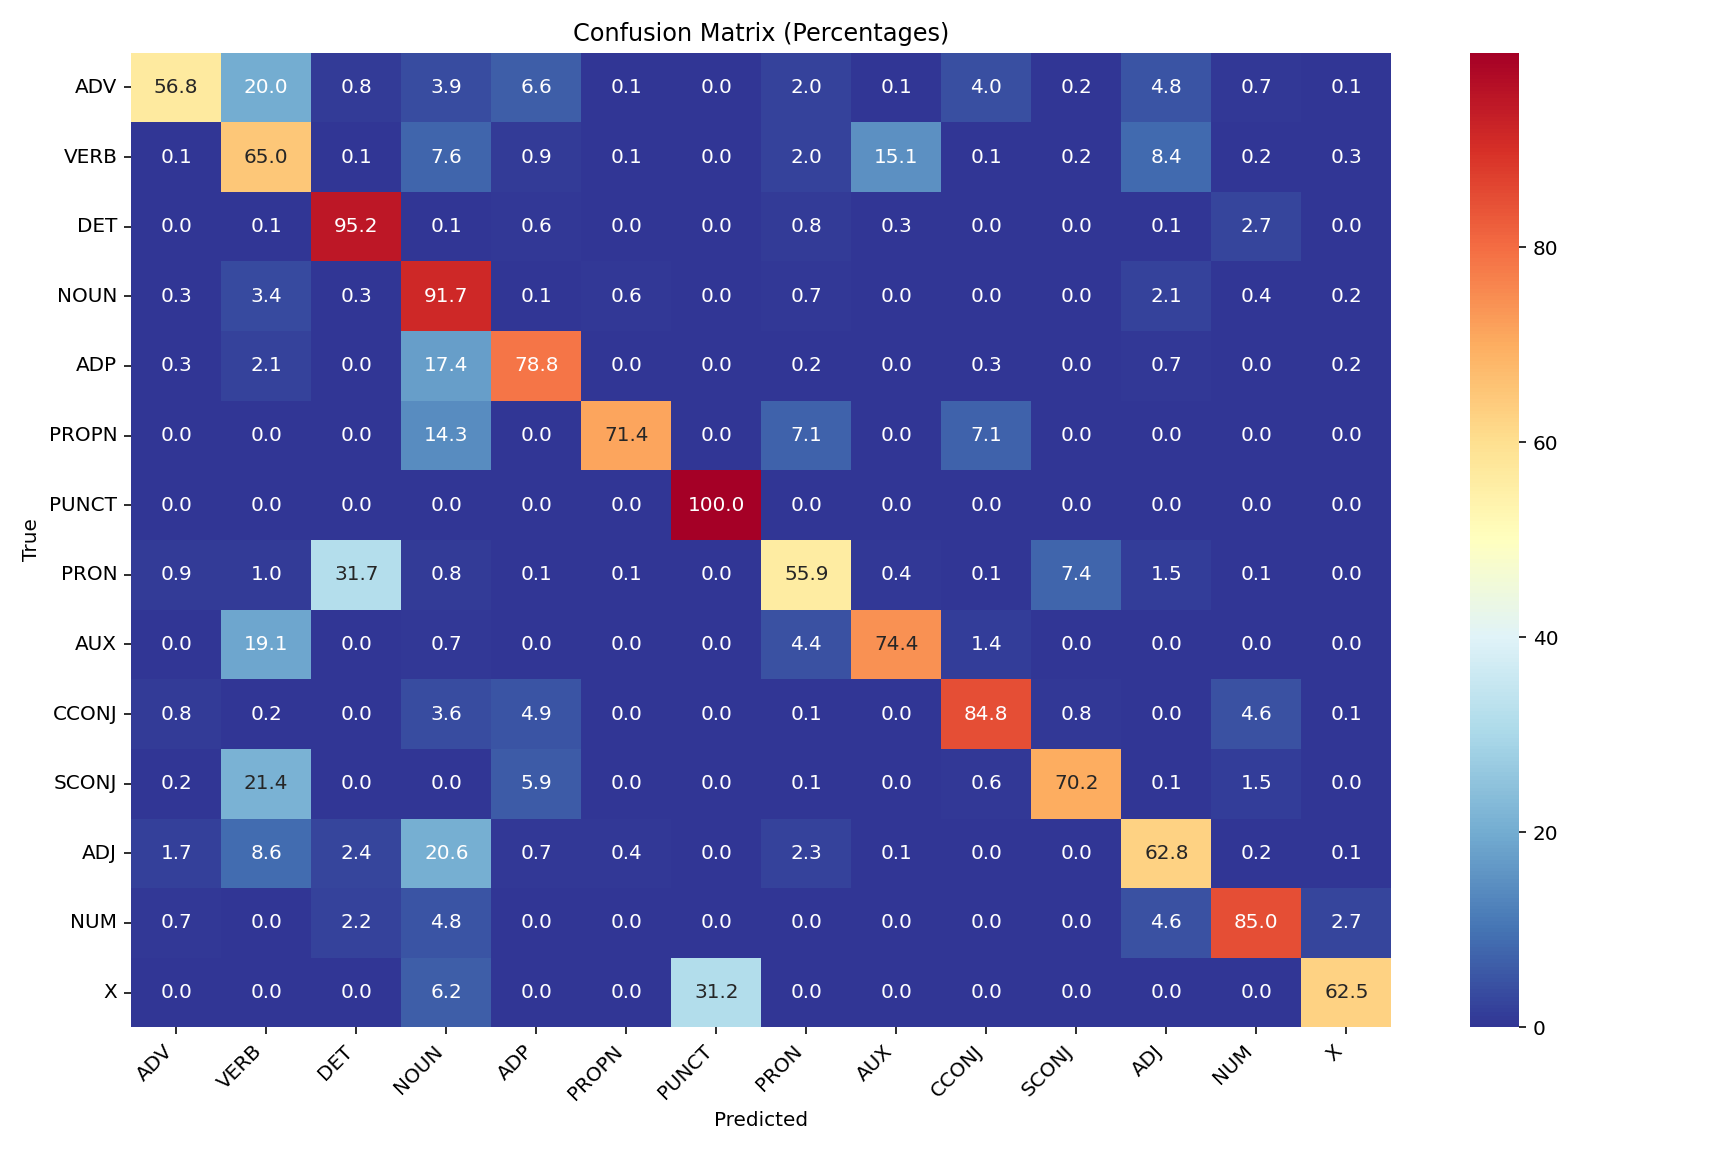 Confusion Matrix (Percentages)
ADV 56.8 20.0 0.8 3.9 6.6 0.1 0.0 2.0 0.1 4.0 0.2 4.8 0.7 0.1
VERB 0.1 65.0 0.1 7.6 0.9 0.1 0.0 2.0 15.1 0.1 0.2 8.4 0.2 0.3
DET 0.0 0.1 95.2 0.1 0.6 0.0 0.0 0.8 0.3 0.0 0.0 0.1 2.7 0.0
80
NOUN 0.3 3.4 0.3 91.7 0.1 0.6 0.0 0.7 0.0 0.0 0.0 2.1 0.4 0.2
ADP 0.3 2.1 0.0 17.4 78.8 0.0 0.0 0.2 0.0 0.3 0.0 0.7 0.0 0.2
PROPN 0.0 0.0 0.0 14.3 0.0 71.4 0.0 7.1 0.0 7.1 0.0 0.0 0.0 0.0
60
PUNCT 0.0 0.0 0.0 0.0 0.0 0.0 100.0 0.0 0.0 0.0 0.0 0.0 0.0 0.0
True
PRON 0.9 1.0 31.7 0.8 0.1 0.1 0.0 55.9 0.4 0.1 7.4 1.5 0.1 0.0
AUX 0.0 19.1 0.0 0.7 0.0 0.0 0.0 4.4 74.4 1.4 0.0 0.0 0.0 0.0
40
CCONJ 0.8 0.2 0.0 3.6 4.9 0.0 0.0 0.1 0.0 84.8 0.8 0.0 4.6 0.1
SCONJ 0.2 21.4 0.0 0.0 5.9 0.0 0.0 0.1 0.0 0.6 70.2 0.1 1.5 0.0
20
ADJ 1.7 8.6 2.4 20.6 0.7 0.4 0.0 2.3 0.1 0.0 0.0 62.8 0.2 0.1
NUM 0.7 0.0 2.2 4.8 0.0 0.0 0.0 0.0 0.0 0.0 0.0 4.6 85.0 2.7
X 0.0 0.0 0.0 6.2 0.0 0.0 31.2 0.0 0.0 0.0 0.0 0.0 0.0 62.5
0
ADV VERB DET NOUN ADP PROPN PUNCT PRON AUX CCONJ SCONJ ADJ NUM X
Predicted